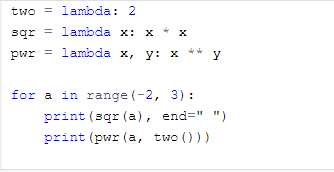 two = lambda: 2
sqr = lambda x: x * x
pwr = lambda x, y: x ** y
for a in range(-2, 3):
    print(sqr(a), end=" ")
    print(pwr(a, two()))